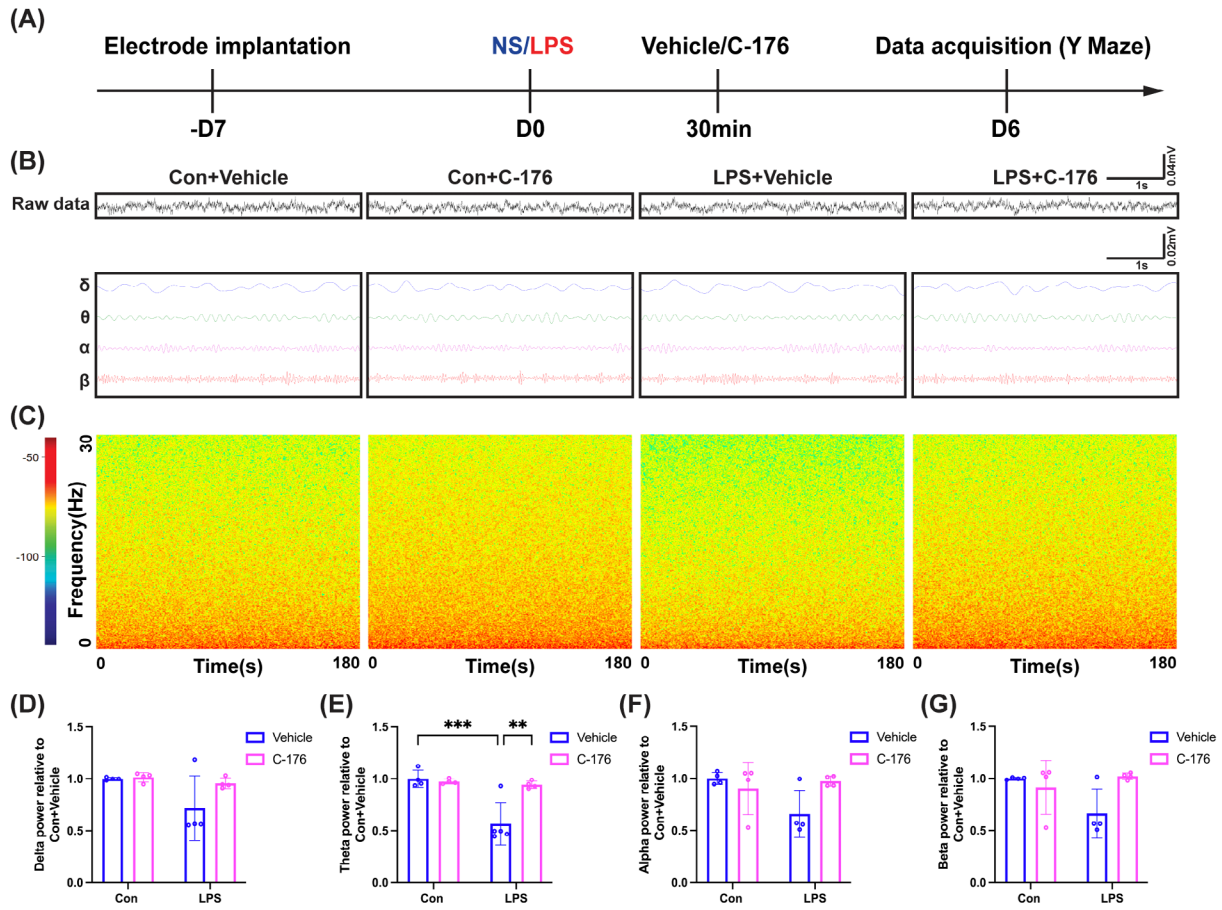 (A)
Electrode implantation
NS/LPS
Vehicle/C-176
Data acquisition (Y Maze)
-D7
D0
30min
D6
(B)
Con+Vehicle
Con+C-176
LPS+Vehicle
LPS+C-176
1s
0.04mV
Raw data
1s
0.02mV
δ
θ
α
β
(C)
-50
-100
Frequency(Hz)
30
0
0 Time(s) 180
0 Time(s) 180
0 Time(s) 180
0 Time(s) 180
(D)
Delta power relative to
Con+Vehicle
1.5
1.0
0.5
0.0
Con
LPS
Vehicle
C-176
(E)
Theta power relative to
Con+Vehicle
1.5
1.0
0.5
0.0
***
**
Con
LPS
Vehicle
C-176
(F)
Alpha power relative to
Con+Vehicle
1.5
1.0
0.5
0.0
Con
LPS
Vehicle
C-176
(G)
Beta power relative to
Con+Vehicle
1.5
1.0
0.5
0.0
Con
LPS
Vehicle
C-176